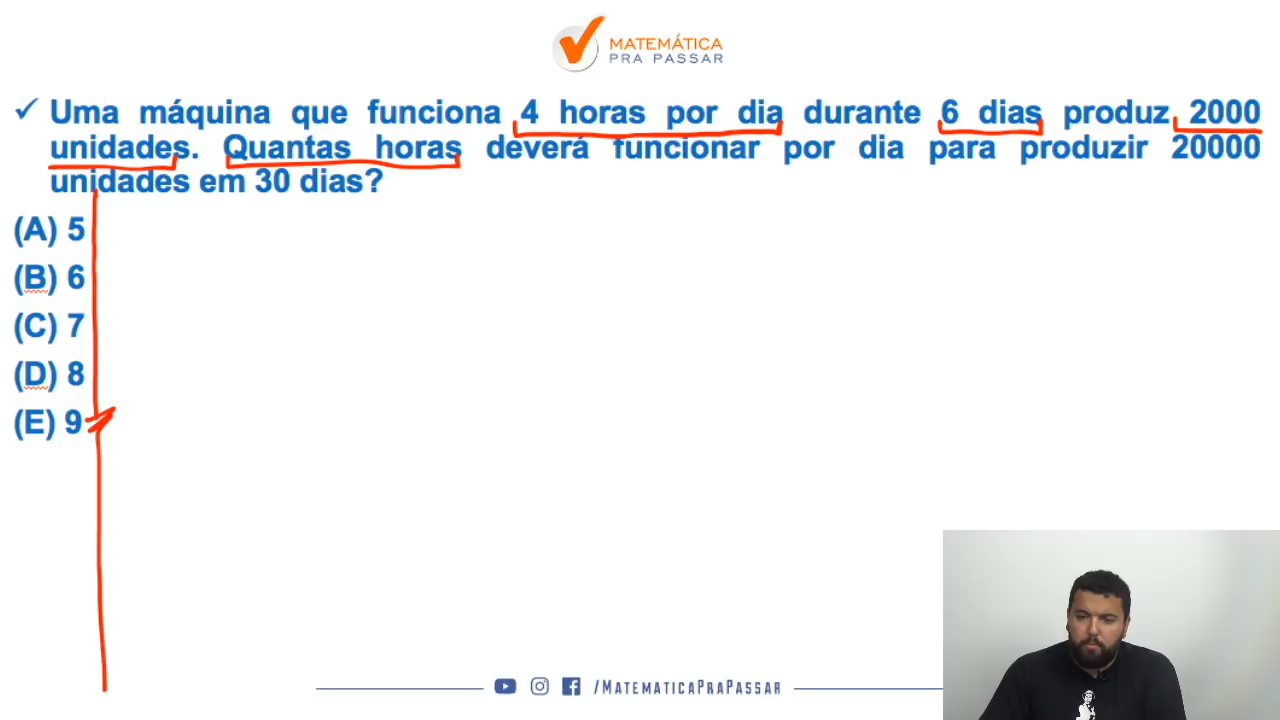 MATEMÁTICA
PRA PASSAR
✓ Uma máquina que funciona 4 horas por dia durante 6 dias produz 2000
unidades. Quantas horas deverá funcionar por dia para produzir 20000
unidades em 30 dias?
(A) 5
(B) 6
(C) 7
(D) 8
(E) 9
/MATEMATICAPRAPASSAR